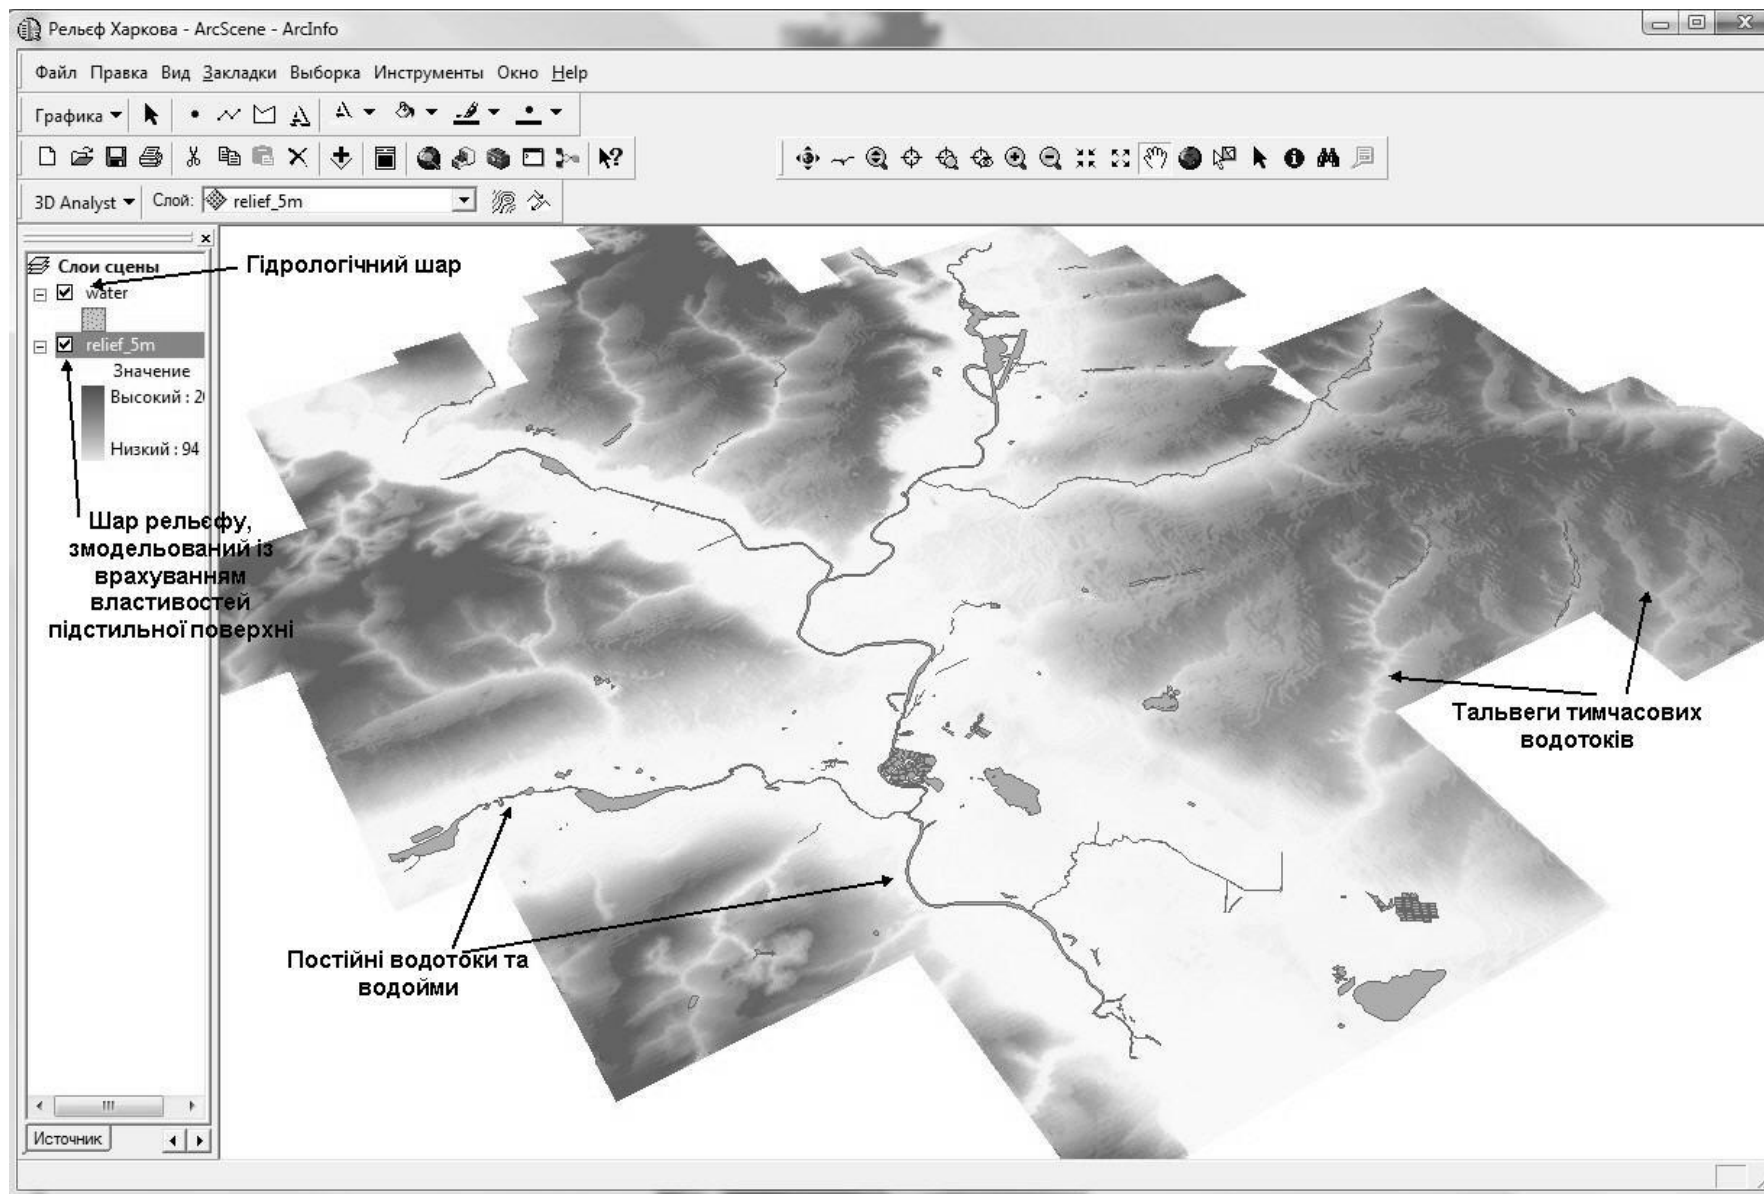 Рельєф Харкова - ArcScene - ArcInfo
Файл Правка Вид Закладки Выборка Инструменты Окно Help
Графика
3D Analyst Слой: relief_5m
Слои сцены
water
relief_5m
Значение
Высокий : 2
Низкий : 94
Гідрологічний шар
Шар рельєфу,
змодельований із
врахуванням
властивостей
підстильної поверхні
Тальвеги тимчасових
водотоків
Постійні водотоки та
водойми
Источник